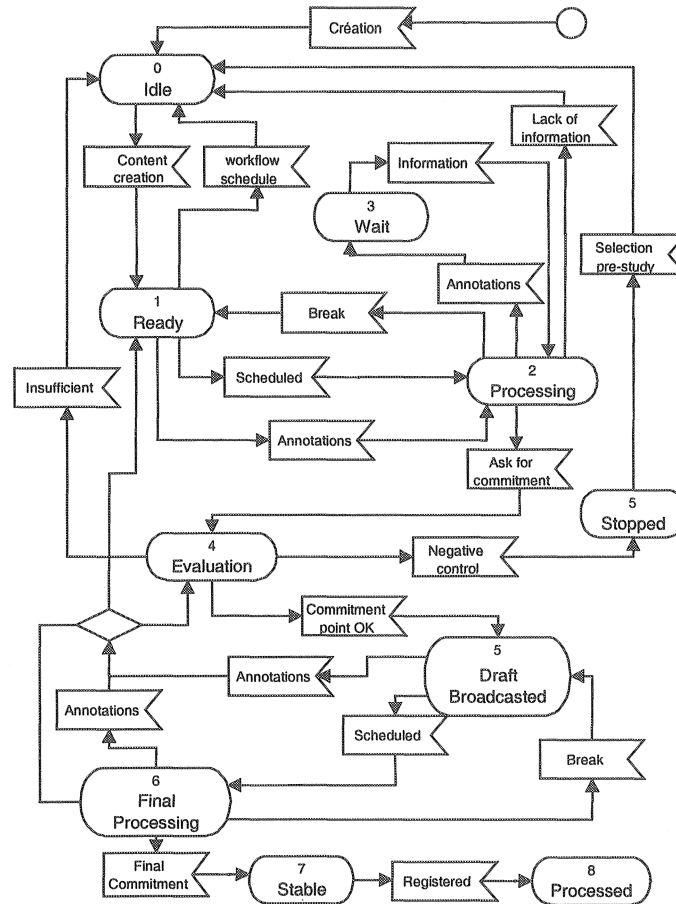 Création
0
Idle
Content
creation
workflow
schedule
Information
Lack of
information
3
Wait
Selection
pre-study
Annotations
1
Ready
Break
Insufficient
Scheduled
2
Processing
Annotations
Ask for
commitment
5
Stopped
4
Evaluation
Negative
control
Commitment
point OK
5
Draft
Broadcasted
Annotations
Annotations
Scheduled
Break
6
Final
Processing
Final
Commitment
7
Stable
Registered
8
Processed